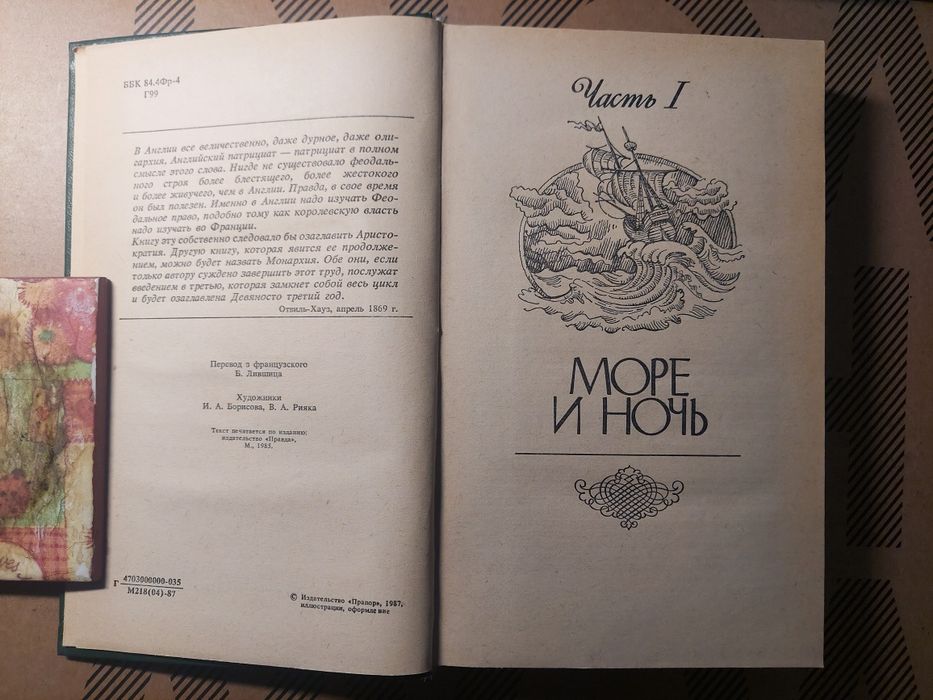 ББК 84.4Фр-4
Г99
В Англии все величественно, даже дурное, даже оли-
гархия. Английский патрициат — патрициат в полном
смысле этого слова. Нигде не существовало феодаль-
ного строя более блестящего, более жестокого
и более живучего, чем в Англии. Правда, в свое время
он был полезен. Именно в Англии надо изучать Фео-
дальное право, подобно тому как королевскую власть
надо изучать во Франции.
Книгу эту собственно следовало бы озаглавить Аристо-
кратия. Другую книгу, которая явится ее продолже-
нием, можно будет назвать Монархия. Обе они, если
только автору суждено завершить этот труд, послужат
введением в третью, которая замкнет собой весь цикл
и будет озаглавлена Девяносто третий год.
Отвиль-Хауз, апрель 1869 г.
Перевод з французского
Б. Лившица
Художники
И. А. Борисова, В. А. Рияка
Текст печатается по изданию:
издательство «Правда»,
М., 1985.
Г 4703000000-035
М218(04)-87
© Издательство «Прапор», 1987,
иллюстрации, оформление
Часть I
МОРЕ
И НОЧЬ